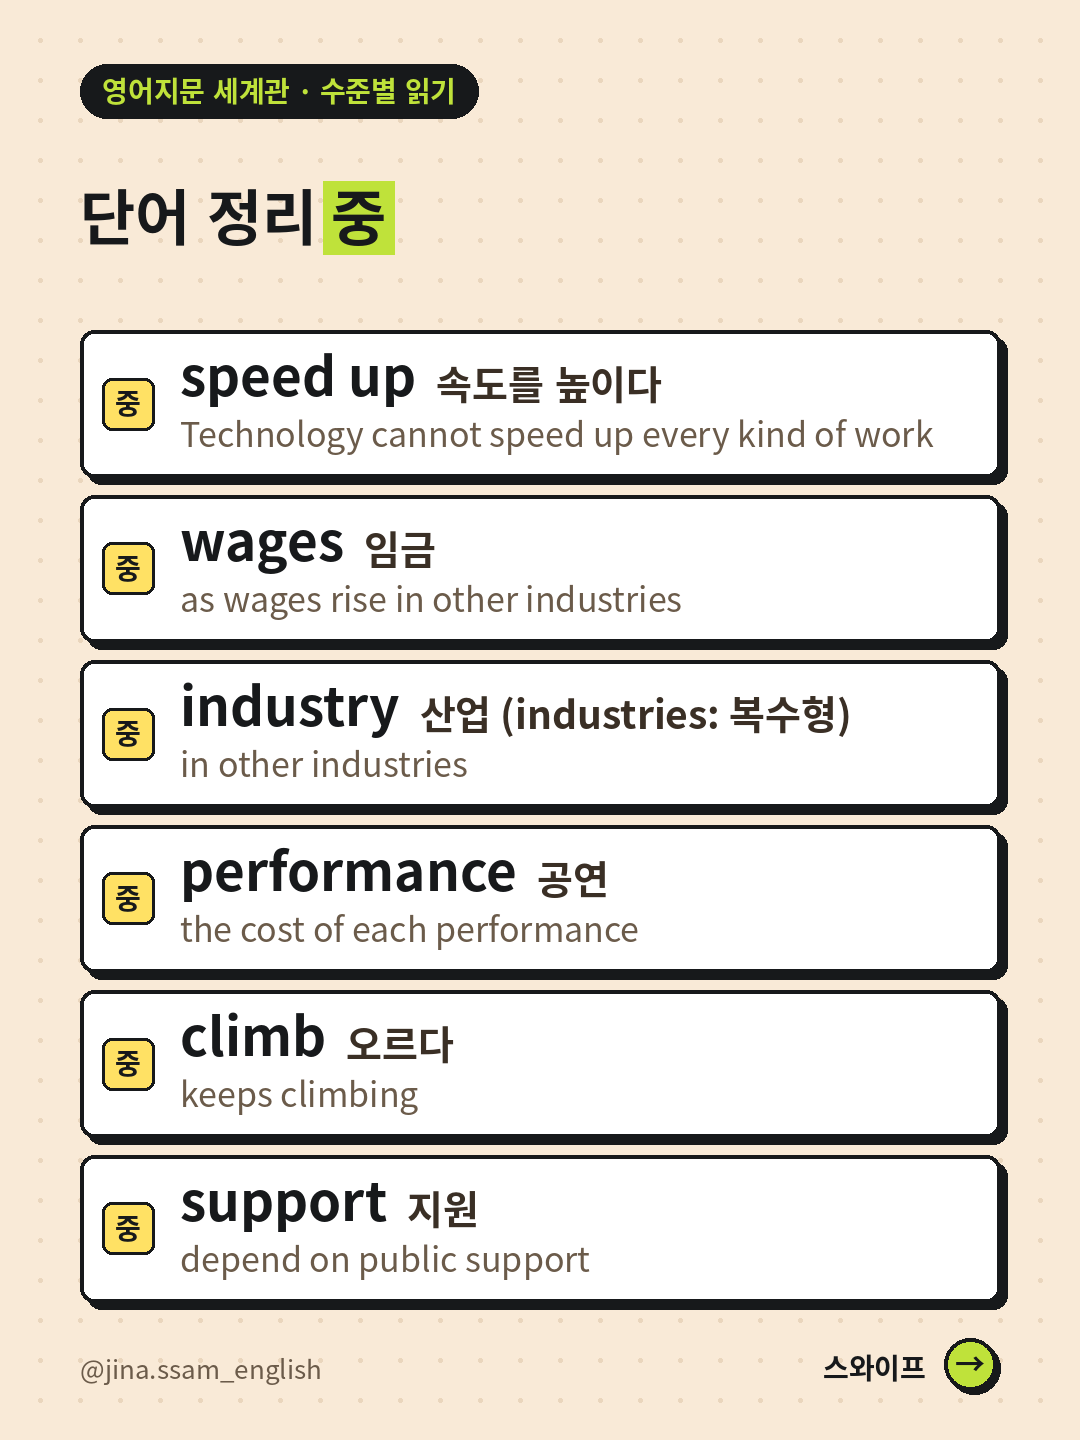 영어지문 세계관 · 수준별 읽기
단어 정리 중
중 speed up 속도를 높이다
Technology cannot speed up every kind of work
중 wages 임금
as wages rise in other industries
중 industry 산업 (industries: 복수형)
in other industries
중 performance 공연
the cost of each performance
중 climb 오르다
keeps climbing
중 support 지원
depend on public support
@jina.ssam_english
스와이프 →